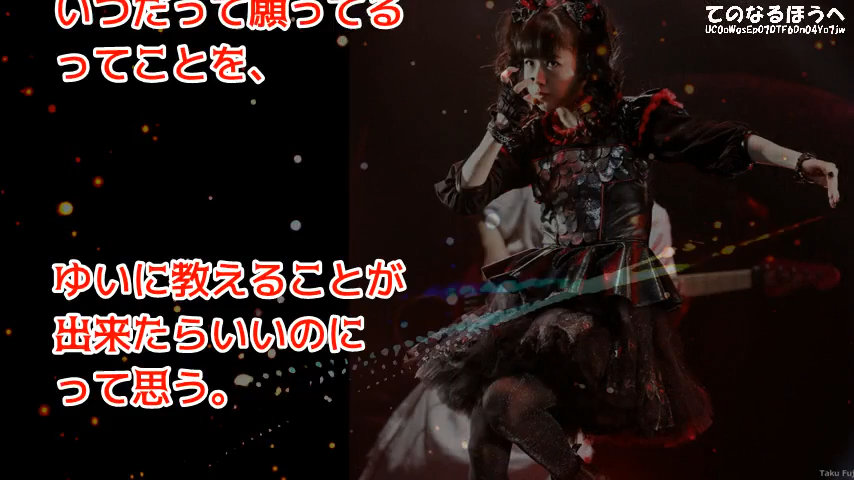 いつだって願ってる
ってことを、
ゆいに教えることが
出来たらいいのに
って思う。
てのなるほうへ
Taku Fuj